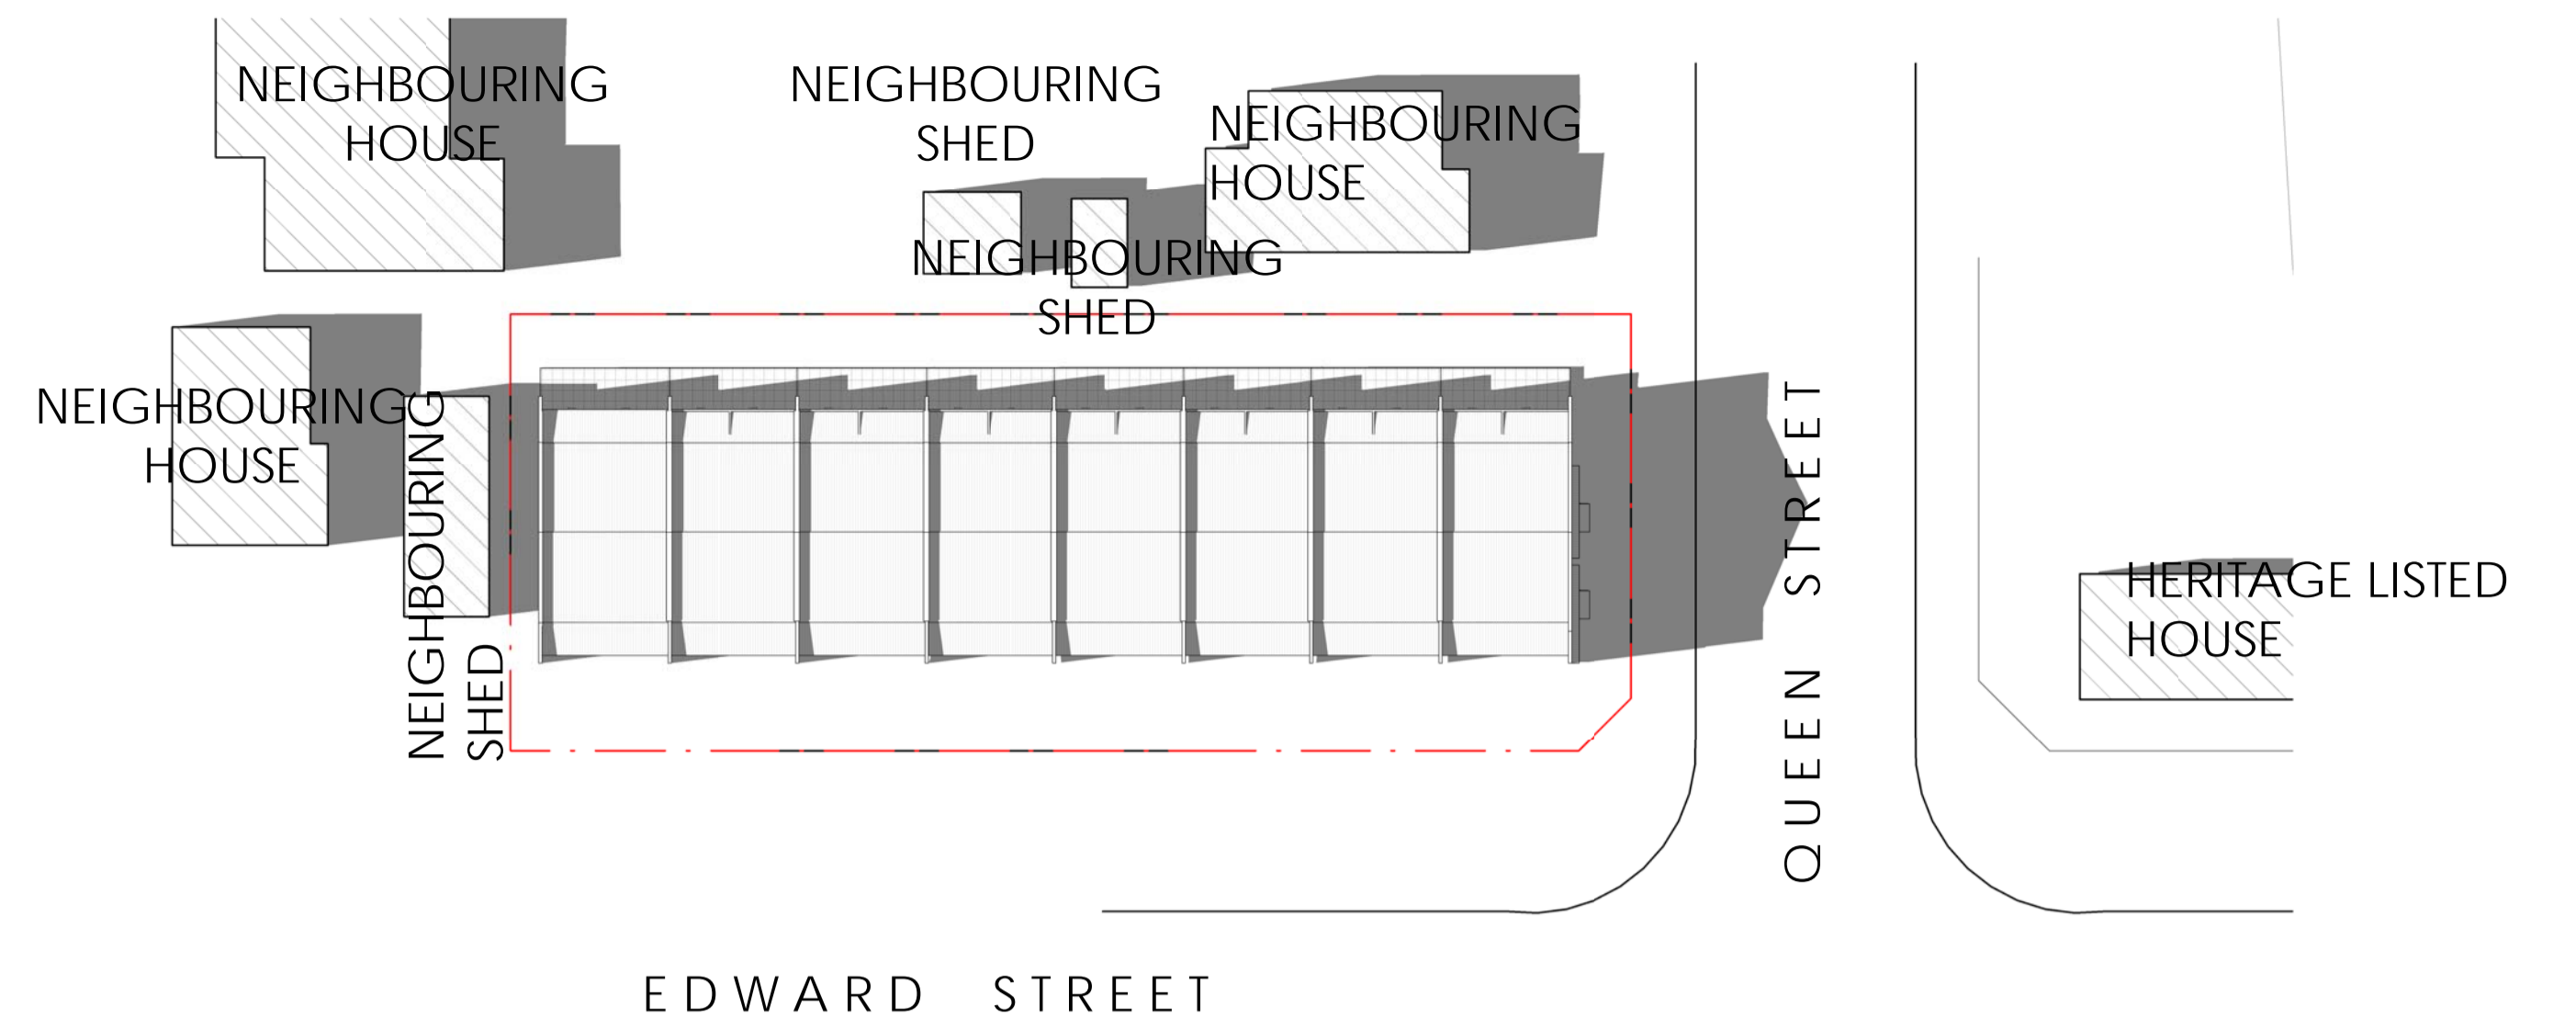 NEIGHBOURING
HOUSE
NEIGHBOURING
SHED
NEIGHBOURING
HOUSE
NEIGHBOURING
SHED
NEIGHBOURING
HOUSE
NEIGHBOURING
SHED
QUEEN STREET
HERITAGE LISTED
HOUSE
EDWARD STREET